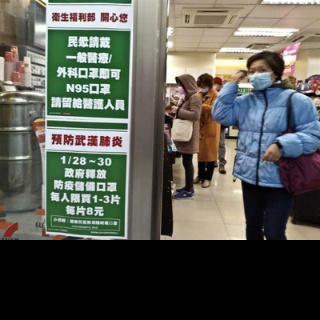 衛生福利部 關心您
民眾請戴
一般醫療/
外科口罩即可
N95口罩
請留給醫護人員
預防武漢肺炎
1/28~30
政府釋放
防疫儲備口罩
每人限買1-3片
每片8元